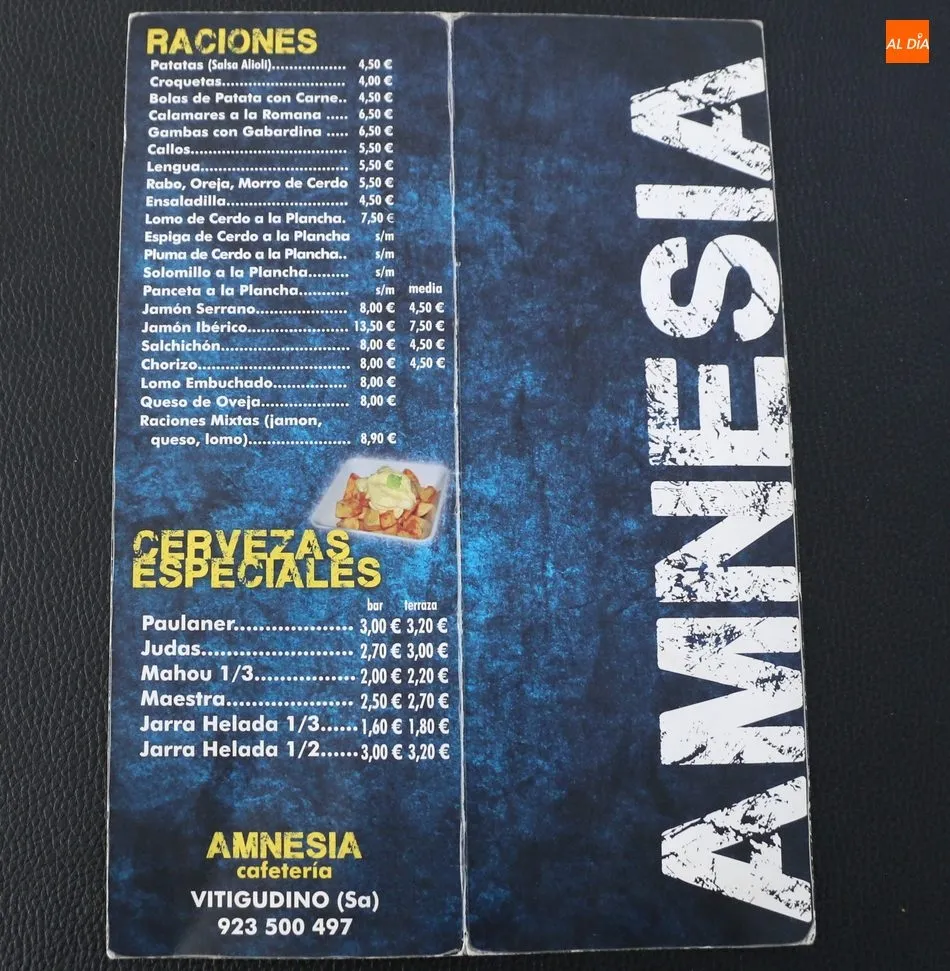 RACIONES
Patatas (Salsa Alioli)................. 4,50 €
Croquetas............................. 4,00 €
Bolas de Patata con Carne.. 4,50 €
Calamares a la Romana ..... 6,50 €
Gambas con Gabardina ..... 6,50 €
Callos..................................... 5,50 €
Lengua.................................. 5,50 €
Rabo, Oreja, Morro de Cerdo 5,50 €
Ensaladilla............................ 4,50 €
Lomo de Cerdo a la Plancha. 7,50 €
Espiga de Cerdo a la Plancha s/m
Pluma de Cerdo a la Plancha.. s/m
Solomillo a la Plancha......... s/m
Panceta a la Plancha........... s/m media
Jamón Serrano..................... 8,00 € 4,50 €
Jamón Ibérico....................... 13,50 € 7,50 €
Salchichón............................. 8,00 € 4,50 €
Chorizo.................................. 8,00 € 4,50 €
Lomo Embuchado................. 8,00 €
Queso de Oveja.................... 8,00 €
Raciones Mixtas (jamon,
queso, lomo)....................... 8,90 €
CERVEZAS
ESPECIALES
bar terraza
Paulaner................... 3,00 € 3,20 €
Judas........................ 2,70 € 3,00 €
Mahou 1/3................ 2,00 € 2,20 €
Maestra.................... 2,50 € 2,70 €
Jarra Helada 1/3...... 1,60 € 1,80 €
Jarra Helada 1/2...... 3,00 € 3,20 €
AMNESIA
cafetería
VITIGUDINO (Sa)
923 500 497
AMNESIA
AL DÍA